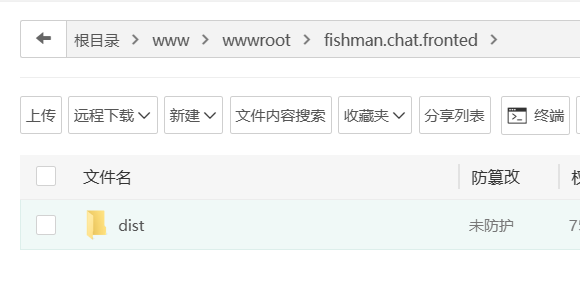 根目录 www wwwroot fishman.chat.fronted
上传 远程下载 新建 文件内容搜索 收藏夹 分享列表 终端
文件名 防篡改
dist 未防护 75